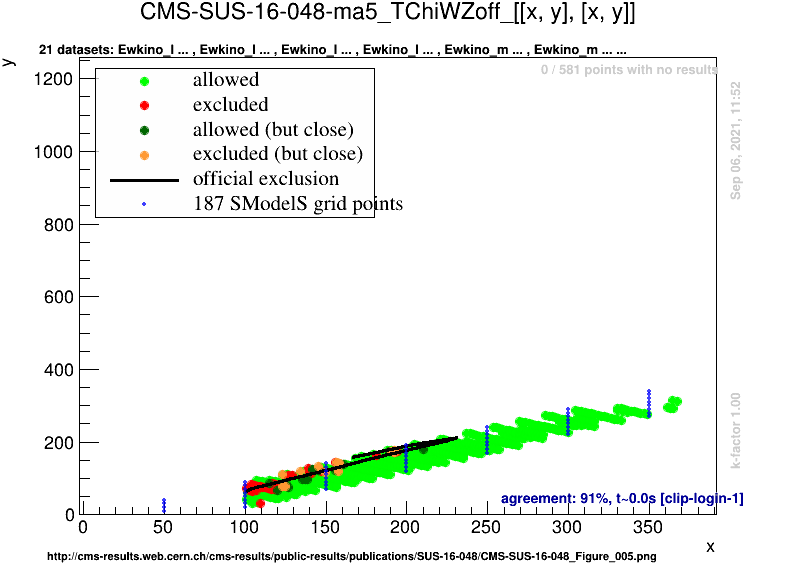 CMS-SUS-16-048-ma5_TChiWZoff_[[x, y], [x, y]]
21 datasets: Ewkino_l ... , Ewkino_l ... , Ewkino_l ... , Ewkino_l ... , Ewkino_m ... , Ewkino_m ... ...
0 / 581 points with no results
y
allowed
excluded
allowed (but close)
excluded (but close)
official exclusion
187 SModelS grid points
1200
1000
800
600
400
200
0
Sep 06, 2021, 11:52
k-factor 1.00
agreement: 91%, t~0.0s [clip-login-1]
0 50 100 150 200 250 300 350
x
http://cms-results.web.cern.ch/cms-results/public-results/publications/SUS-16-048/CMS-SUS-16-048_Figure_005.png